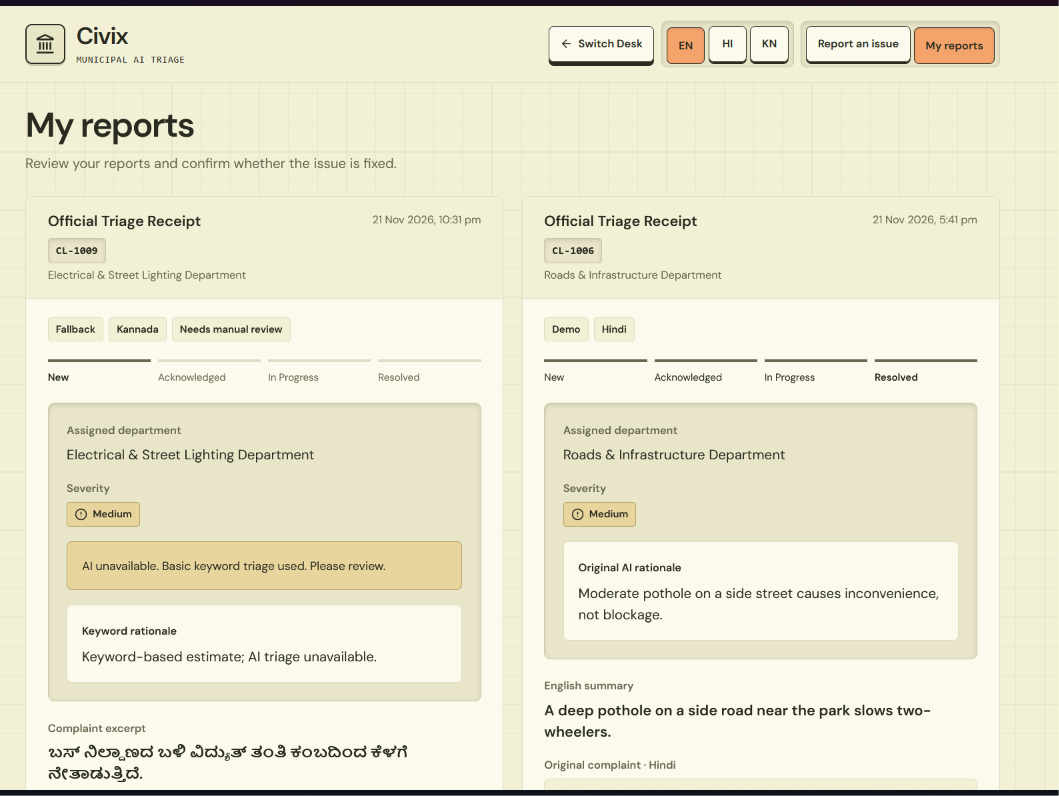 Civix
MUNICIPAL AI TRIAGE
← Switch Desk
EN
HI
KN
Report an issue
My reports
My reports
Review your reports and confirm whether the issue is fixed.
Official Triage Receipt
21 Nov 2026, 10:31 pm
CL-1009
Electrical & Street Lighting Department
Fallback
Kannada
Needs manual review
New
Acknowledged
In Progress
Resolved
Assigned department
Electrical & Street Lighting Department
Severity
Medium
AI unavailable. Basic keyword triage used. Please review.
Keyword rationale
Keyword-based estimate; AI triage unavailable.
Complaint excerpt
ಬಸ್ ನಿಲ್ದಾಣದ ಬಳಿ ವಿದ್ಯುತ್ ತಂತಿ ಕಂಬದಿಂದ ಕೆಳಗೆ
ನೇತಾಡುತ್ತಿದೆ.
Official Triage Receipt
21 Nov 2026, 5:41 pm
CL-1006
Roads & Infrastructure Department
Demo
Hindi
New
Acknowledged
In Progress
Resolved
Assigned department
Roads & Infrastructure Department
Severity
Medium
Original AI rationale
Moderate pothole on a side street causes inconvenience,
not blockage.
English summary
A deep pothole on a side road near the park slows two-
wheelers.
Original complaint · Hindi